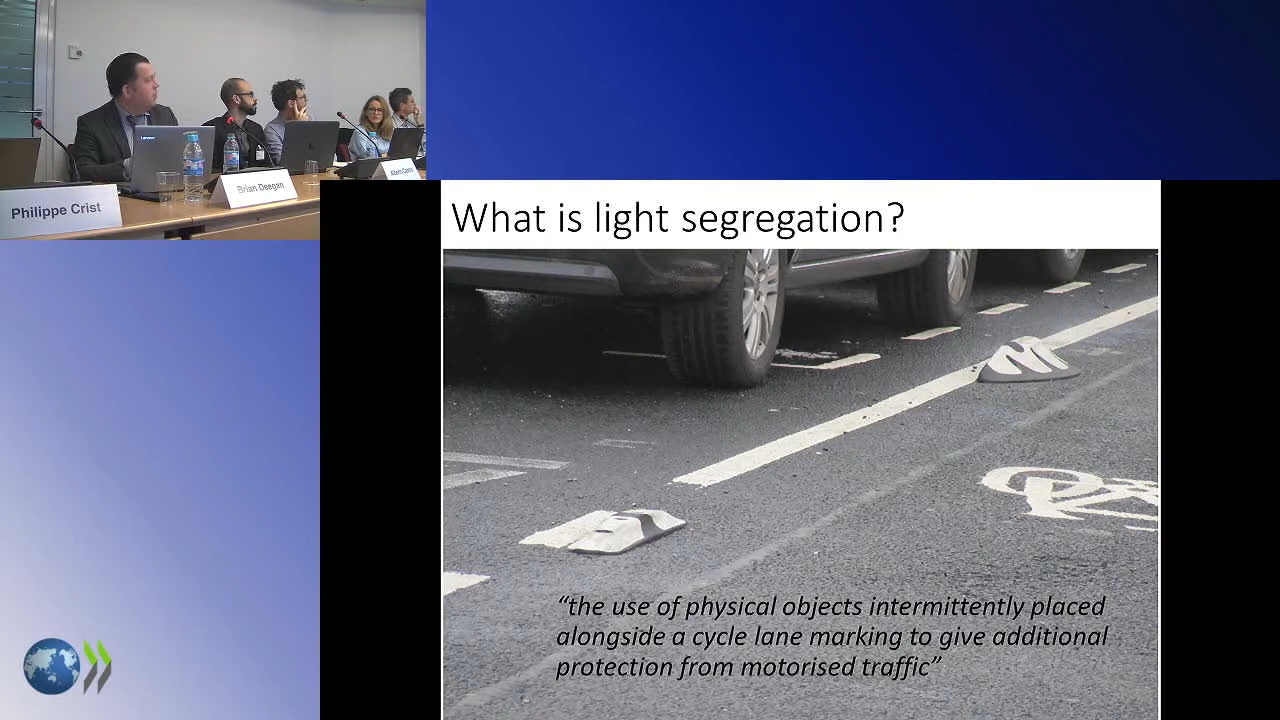 Philippe Crist
Brian Deegan
What is light segregation?
“the use of physical objects intermittently placed
alongside a cycle lane marking to give additional
protection from motorised traffic”